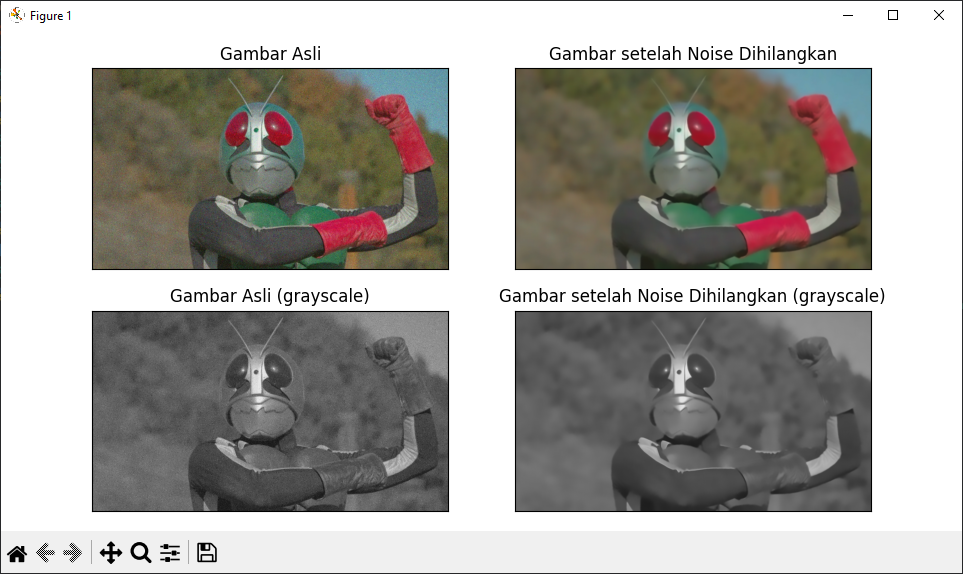 Figure 1
Gambar Asli
Gambar setelah Noise Dihilangkan
Gambar Asli (grayscale)
Gambar setelah Noise Dihilangkan (grayscale)